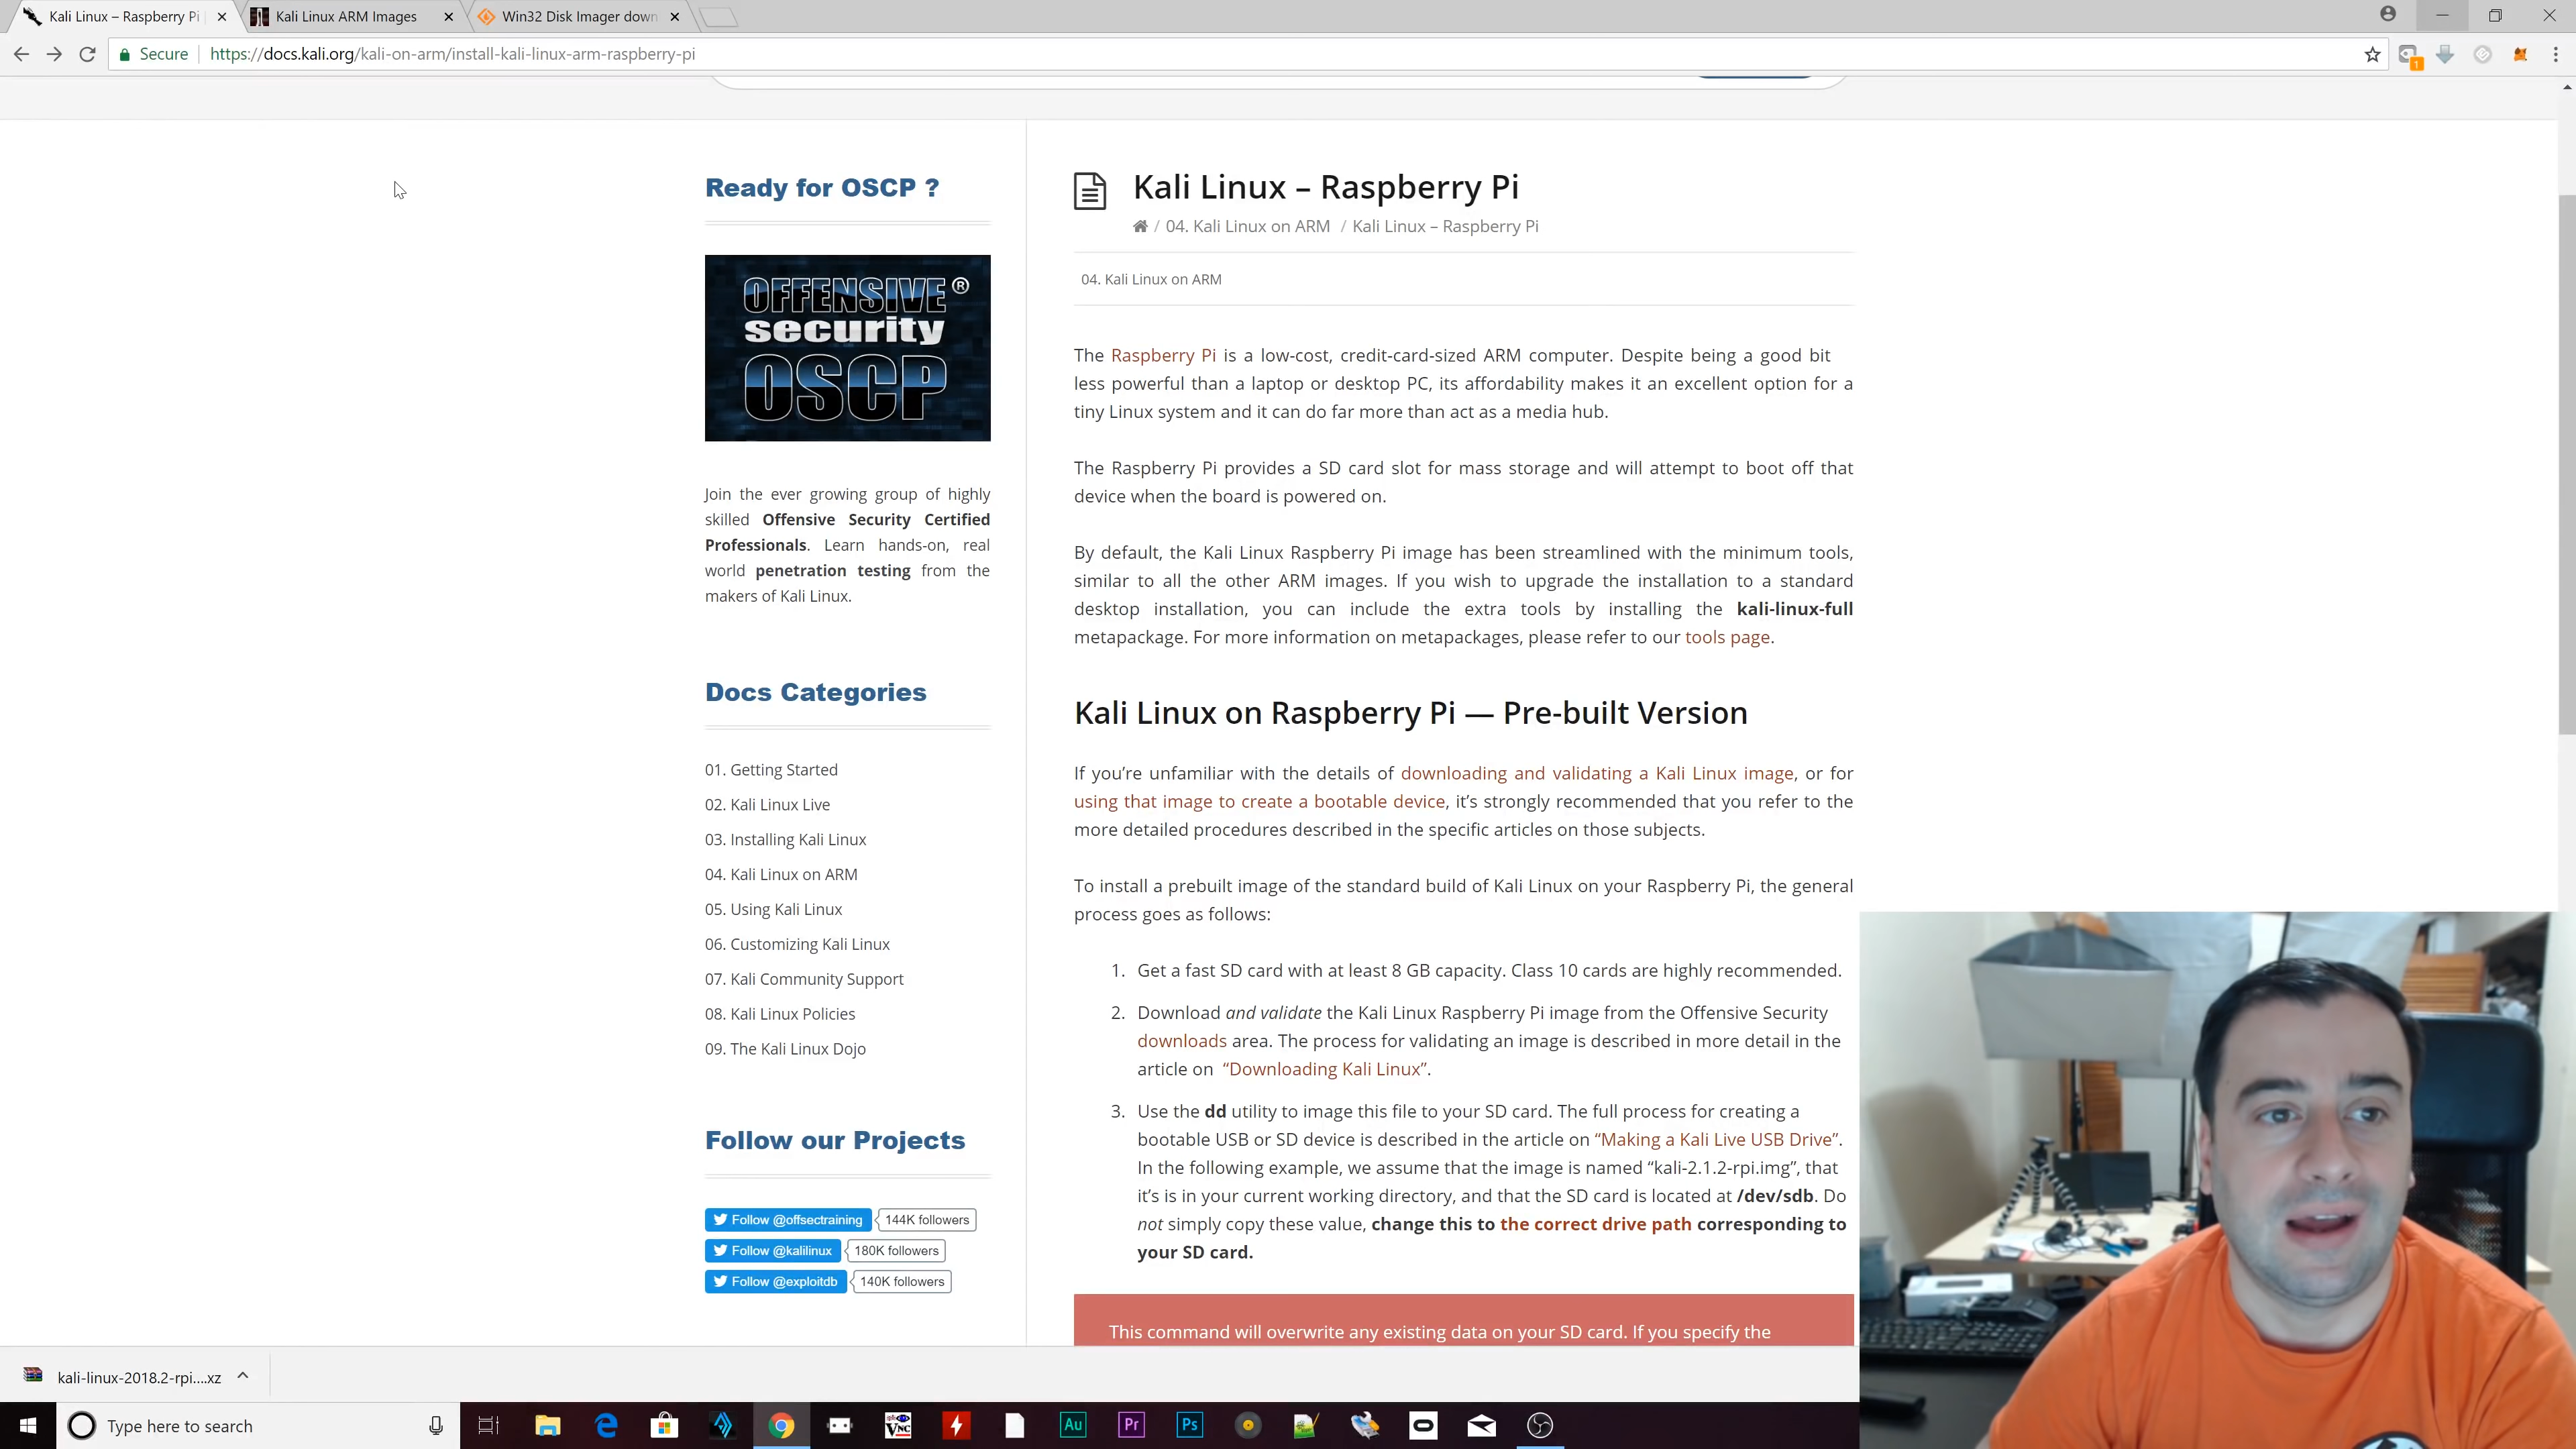 Kali Linux – Raspberry Pi
Kali Linux ARM Images
Win32 Disk Imager down
Secure
https://docs.kali.org/kali-on-arm/install-kali-linux-arm-raspberry-pi
1
Ready for OSCP ?
OFFENSIVE®
security
OSCP
Join the ever growing group of highly
skilled Offensive Security Certified
Professionals. Learn hands-on, real
world penetration testing from the
makers of Kali Linux.
Docs Categories
01. Getting Started
02. Kali Linux Live
03. Installing Kali Linux
04. Kali Linux on ARM
05. Using Kali Linux
06. Customizing Kali Linux
07. Kali Community Support
08. Kali Linux Policies
09. The Kali Linux Dojo
Follow our Projects
Follow @offsectraining 144K followers
Follow @kalilinux 180K followers
Follow @exploitdb 140K followers
Kali Linux – Raspberry Pi
/ 04. Kali Linux on ARM / Kali Linux – Raspberry Pi
04. Kali Linux on ARM
The Raspberry Pi is a low-cost, credit-card-sized ARM computer. Despite being a good bit
less powerful than a laptop or desktop PC, its affordability makes it an excellent option for a
tiny Linux system and it can do far more than act as a media hub.
The Raspberry Pi provides a SD card slot for mass storage and will attempt to boot off that
device when the board is powered on.
By default, the Kali Linux Raspberry Pi image has been streamlined with the minimum tools,
similar to all the other ARM images. If you wish to upgrade the installation to a standard
desktop installation, you can include the extra tools by installing the kali-linux-full
metapackage. For more information on metapackages, please refer to our tools page.
Kali Linux on Raspberry Pi — Pre-built Version
If you're unfamiliar with the details of downloading and validating a Kali Linux image, or for
using that image to create a bootable device, it's strongly recommended that you refer to the
more detailed procedures described in the specific articles on those subjects.
To install a prebuilt image of the standard build of Kali Linux on your Raspberry Pi, the general
process goes as follows:
1. Get a fast SD card with at least 8 GB capacity. Class 10 cards are highly recommended.
2. Download and validate the Kali Linux Raspberry Pi image from the Offensive Security
downloads area. The process for validating an image is described in more detail in the
article on “Downloading Kali Linux”.
3. Use the dd utility to image this file to your SD card. The full process for creating a
bootable USB or SD device is described in the article on “Making a Kali Live USB Drive”.
In the following example, we assume that the image is named “kali-2.1.2-rpi.img”, that
it's is in your current working directory, and that the SD card is located at /dev/sdb. Do
not simply copy these value, change this to the correct drive path corresponding to
your SD card.
This command will overwrite any existing data on your SD card. If you specify the
kali-linux-2018.2-rpi....xz
Type here to search
VNC
Au
Pr
Ps